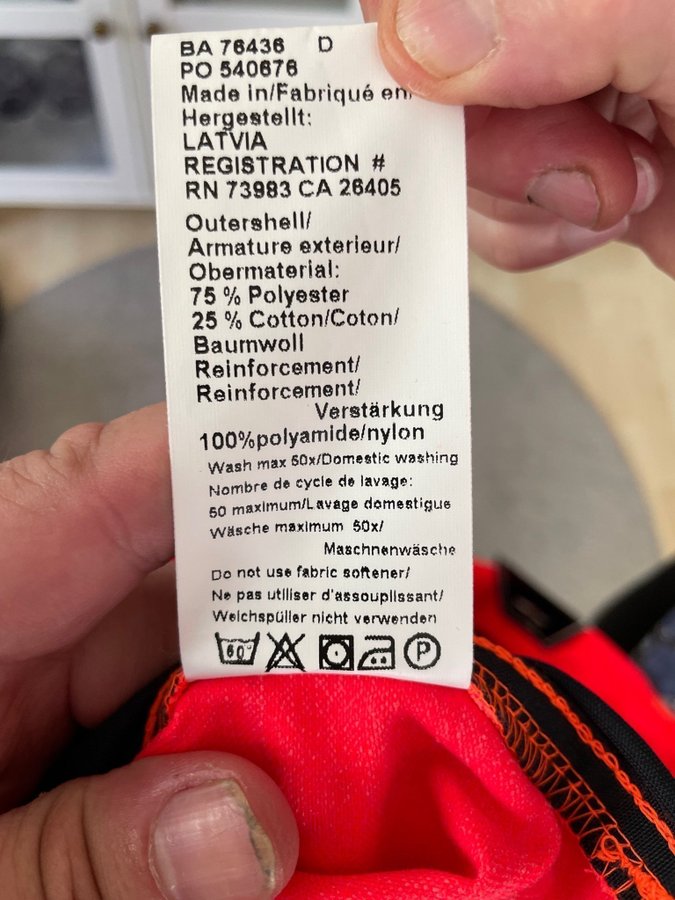 BA 76436 D
PO 540676
Made in/Fabriqué en/
Hergestellt:
LATVIA
REGISTRATION #
RN 73983 CA 26405
Outershell/
Armature exterieur/
Obermaterial:
75 % Polyester
25 % Cotton/Coton/
Baumwoll
Reinforcement/
Reinforcement/
Verstärkung
100%polyamide/nylon
Wash max 50x/Domestic washing
Nombre de cycle de lavage:
50 maximum/Lavage domestigue
Wäsche maximum 50x/
Maschnenwäsche
Do not use fabric softener/
Ne pas utiliser d'assouplissant/
Weichspüller nicht verwenden
60° P